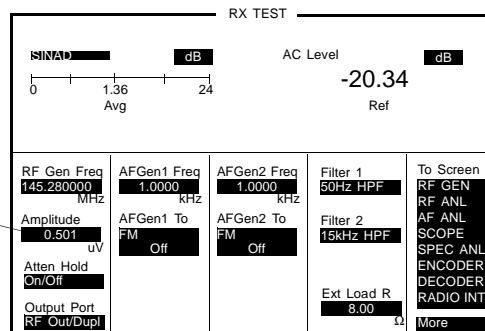 RX TEST
SINAD dB AC Level dB
-20.34
0 1.36 24
Avg Ref
RF Gen Freq AFGen1 Freq AFGen2 Freq Filter 1 To Screen
145.280000 1.0000 1.0000 50Hz HPF RF GEN
MHz kHz kHz RF ANL
Amplitude AFGen1 To AFGen2 To Filter 2 AF ANL
0.501 FM FM 15kHz HPF SCOPE
uV Off Off SPEC ANL
Atten Hold ENCODER
On/Off DECODER
Ext Load R RADIO INT
Output Port 8.00
RF Out/Dupl Ω More